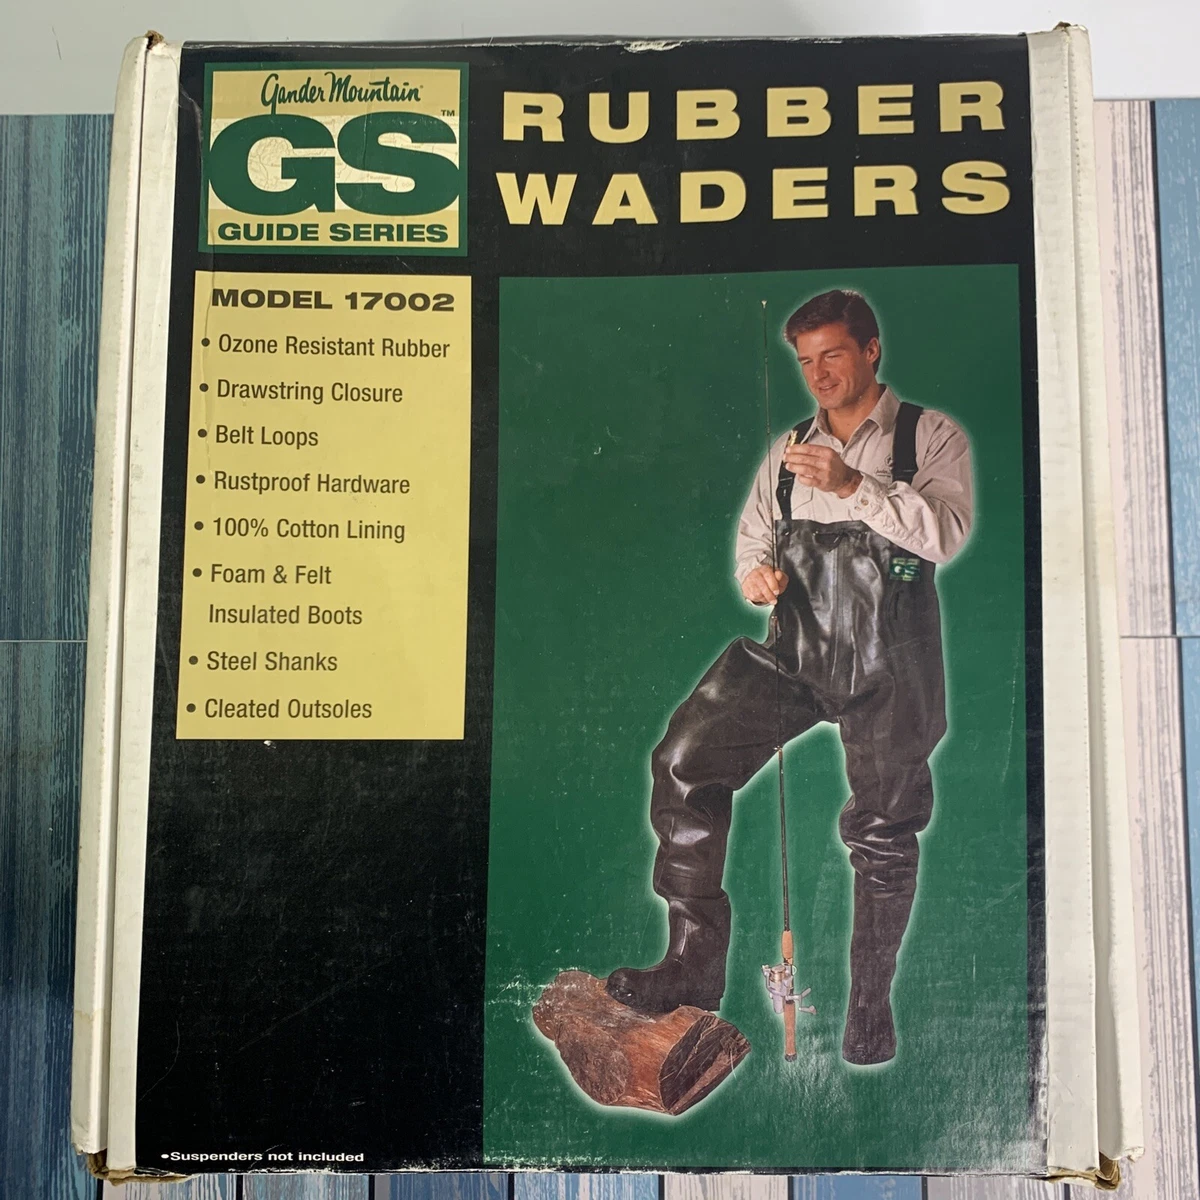 Gander Mountain
GS™
GUIDE SERIES
RUBBER
WADERS
MODEL 17002
• Ozone Resistant Rubber
• Drawstring Closure
• Belt Loops
• Rustproof Hardware
• 100% Cotton Lining
• Foam & Felt
Insulated Boots
• Steel Shanks
• Cleated Outsoles
GS
•Suspenders not included